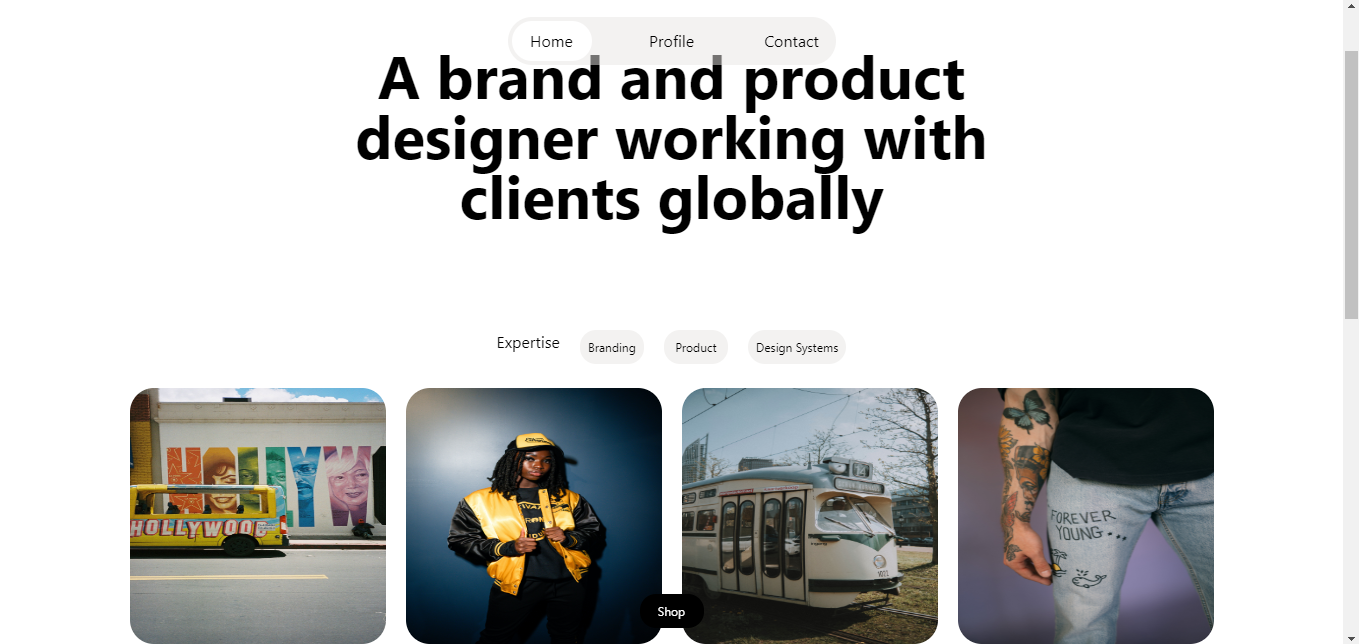 Home
Profile
Contact
A brand and product
designer working with
clients globally
Expertise
Branding
Product
Design Systems
HOLLYWOOD
FOREVER
YOUNG...
1022
Shop